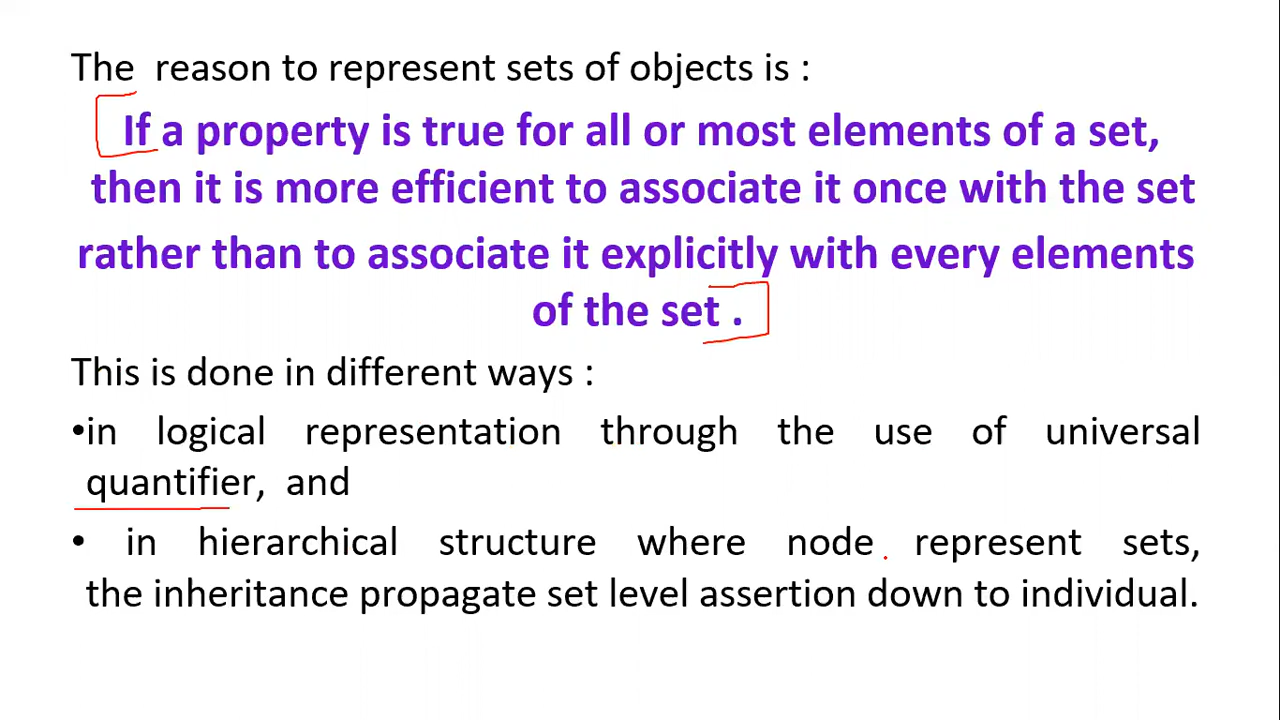 The reason to represent sets of objects is :
If a property is true for all or most elements of a set,
then it is more efficient to associate it once with the set
rather than to associate it explicitly with every elements
of the set .
This is done in different ways :
•in logical representation through the use of universal
quantifier, and
• in hierarchical structure where node represent sets,
the inheritance propagate set level assertion down to individual.